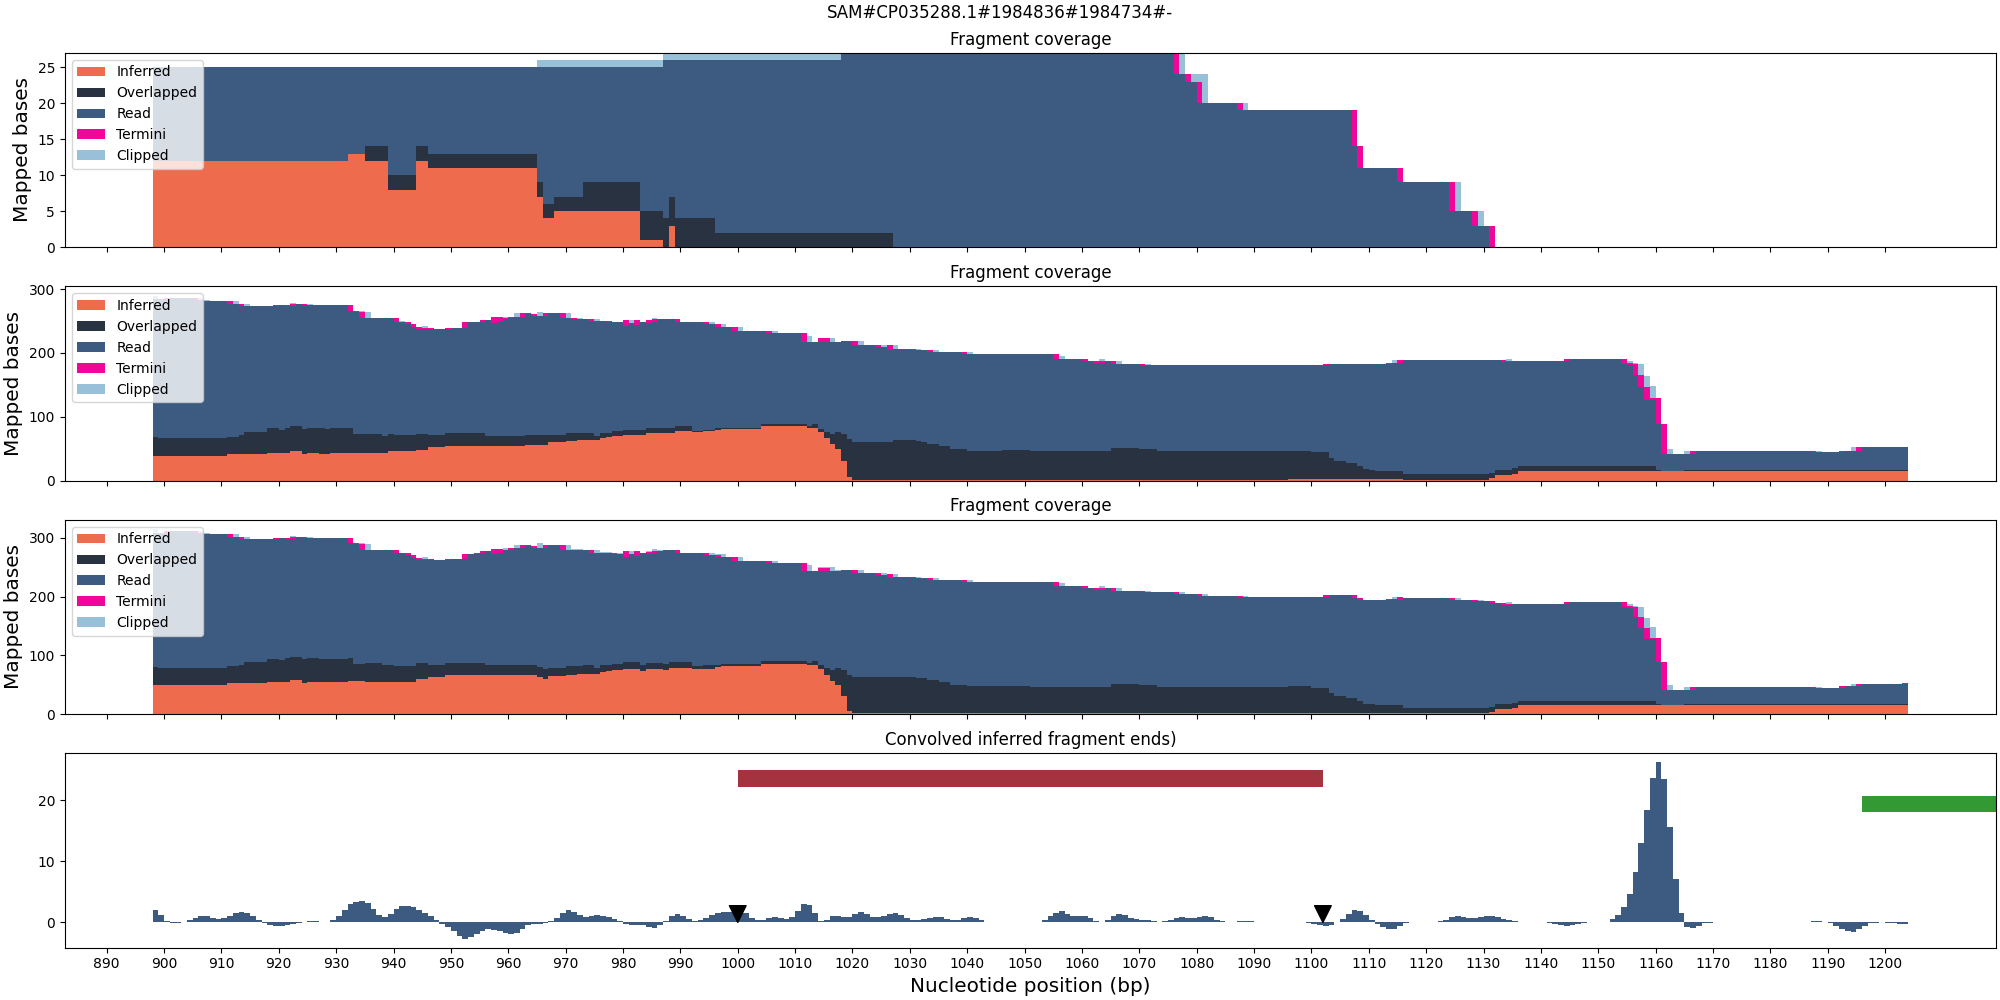 SAM#CP035288.1#1984836#1984734#-
Fragment coverage
Mapped bases
25
20
15
10
5
0
Inferred
Overlapped
Read
Termini
Clipped
Fragment coverage
Mapped bases
300
200
100
0
Inferred
Overlapped
Read
Termini
Clipped
Fragment coverage
Mapped bases
300
200
100
0
Inferred
Overlapped
Read
Termini
Clipped
Convolved inferred fragment ends)
20
10
0
890 900 910 920 930 940 950 960 970 980 990 1000 1010 1020 1030 1040 1050 1060 1070 1080 1090 1100 1110 1120 1130 1140 1150 1160 1170 1180 1190 1200
Nucleotide position (bp)